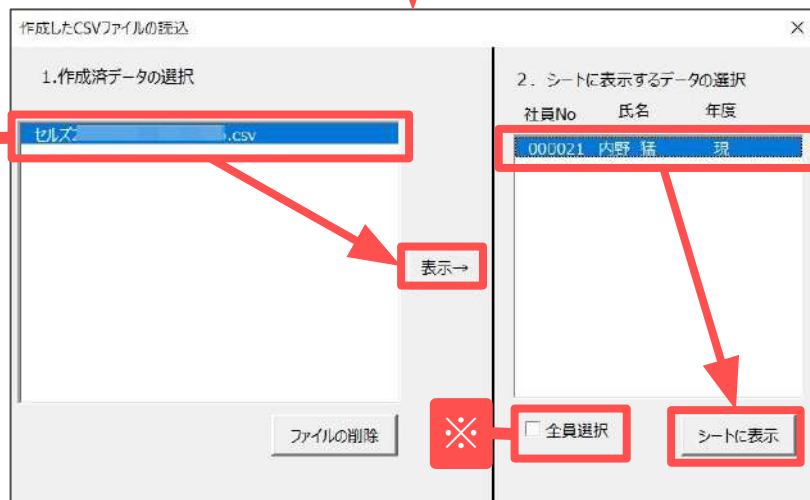 作成したCSVファイルの読込
×
1.作成済データの選択
セルズ .csv
表示→
ファイルの削除
2. シートに表示するデータの選択
社員No 氏名 年度
000021 内野 猛 現
※
全員選択
シートに表示